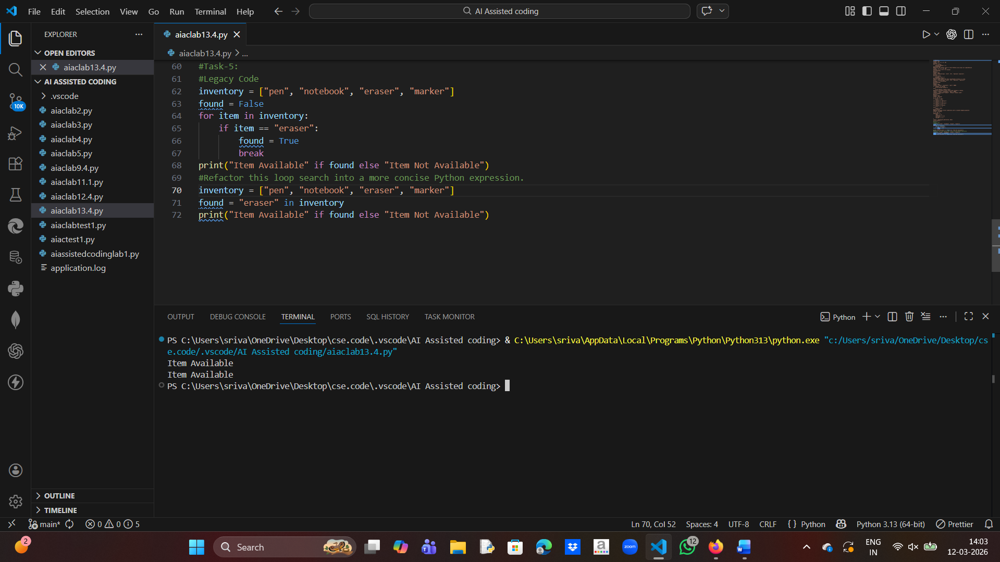 File Edit Selection View Go Run Terminal Help
AI Assisted coding
EXPLORER
OPEN EDITORS
aiaclab13.4.py
AI ASSISTED CODING
.vscode
aiaclab2.py
aiaclab3.py
aiaclab4.py
aiaclab5.py
aiaclab9.4.py
aiaclab11.1.py
aiaclab12.4.py
aiaclab13.4.py
aiaclabtest1.py
aiactest1.py
aiassistedcodinglab1.py
application.log
OUTLINE
TIMELINE
10K
aiaclab13.4.py
aiaclab13.4.py > ...
60 #Task-5:
61 #Legacy Code
62 inventory = ["pen", "notebook", "eraser", "marker"]
63 found = False
64 for item in inventory:
65     if item == "eraser":
66         found = True
67         break
68 print("Item Available" if found else "Item Not Available")
69 #Refactor this loop search into a more concise Python expression.
70 inventory = ["pen", "notebook", "eraser", "marker"]
71 found = "eraser" in inventory
72 print("Item Available" if found else "Item Not Available")
OUTPUT DEBUG CONSOLE TERMINAL PORTS SQL HISTORY TASK MONITOR
Python
PS C:\Users\sriva\OneDrive\Desktop\cse.code\.vscode\AI Assisted coding> & C:\Users\sriva\AppData\Local\Programs\Python\Python313\python.exe "c:/Users/sriva/OneDrive/Desktop/cs
e.code/.vscode/AI Assisted coding/aiaclab13.4.py"
Item Available
Item Available
PS C:\Users\sriva\OneDrive\Desktop\cse.code\.vscode\AI Assisted coding>
main* 0 0 5
Ln 70, Col 52 Spaces: 4 UTF-8 CRLF {} Python Python 3.13 (64-bit) Prettier
2
Search
zoom
12
ENG
IN
14:03
12-03-2026